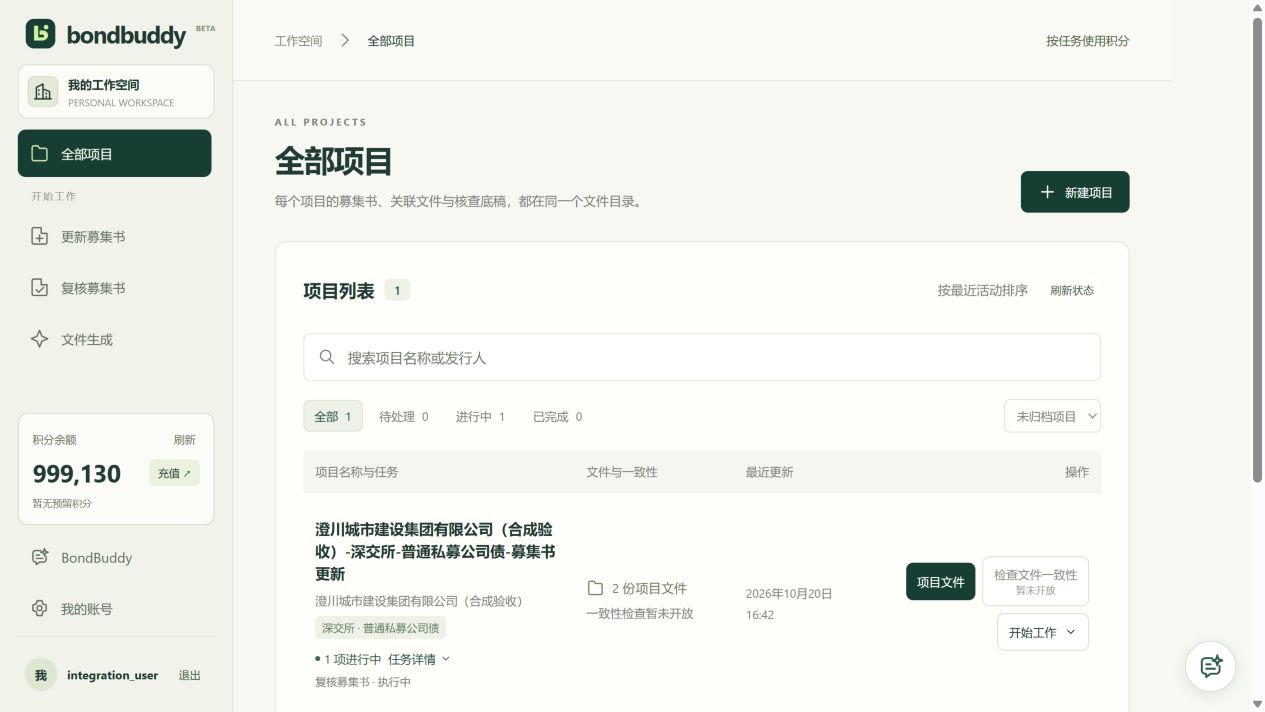 bondbuddy BETA
我的工作空间
PERSONAL WORKSPACE
全部项目
开始工作
更新募集书
复核募集书
文件生成
积分余额 刷新
999,130 充值 ↗
暂无预留积分
BondBuddy
我的账号
我 integration_user 退出
工作空间 > 全部项目
按任务使用积分
ALL PROJECTS
全部项目
每个项目的募集书、关联文件与核查底稿，都在同一个文件目录。
+ 新建项目
项目列表 1
按最近活动排序 刷新状态
搜索项目名称或发行人
全部 1 待处理 0 进行中 1 已完成 0
未归档项目
项目名称与任务 文件与一致性 最近更新 操作
澄川城市建设集团有限公司（合成验
收）-深交所-普通私募公司债-募集书
更新
澄川城市建设集团有限公司（合成验收）
深交所 · 普通私募公司债
1 项进行中 任务详情
复核募集书 · 执行中
2 份项目文件
一致性检查暂未开放
2026年10月20日
16:42
项目文件
检查文件一致性
暂未开放
开始工作